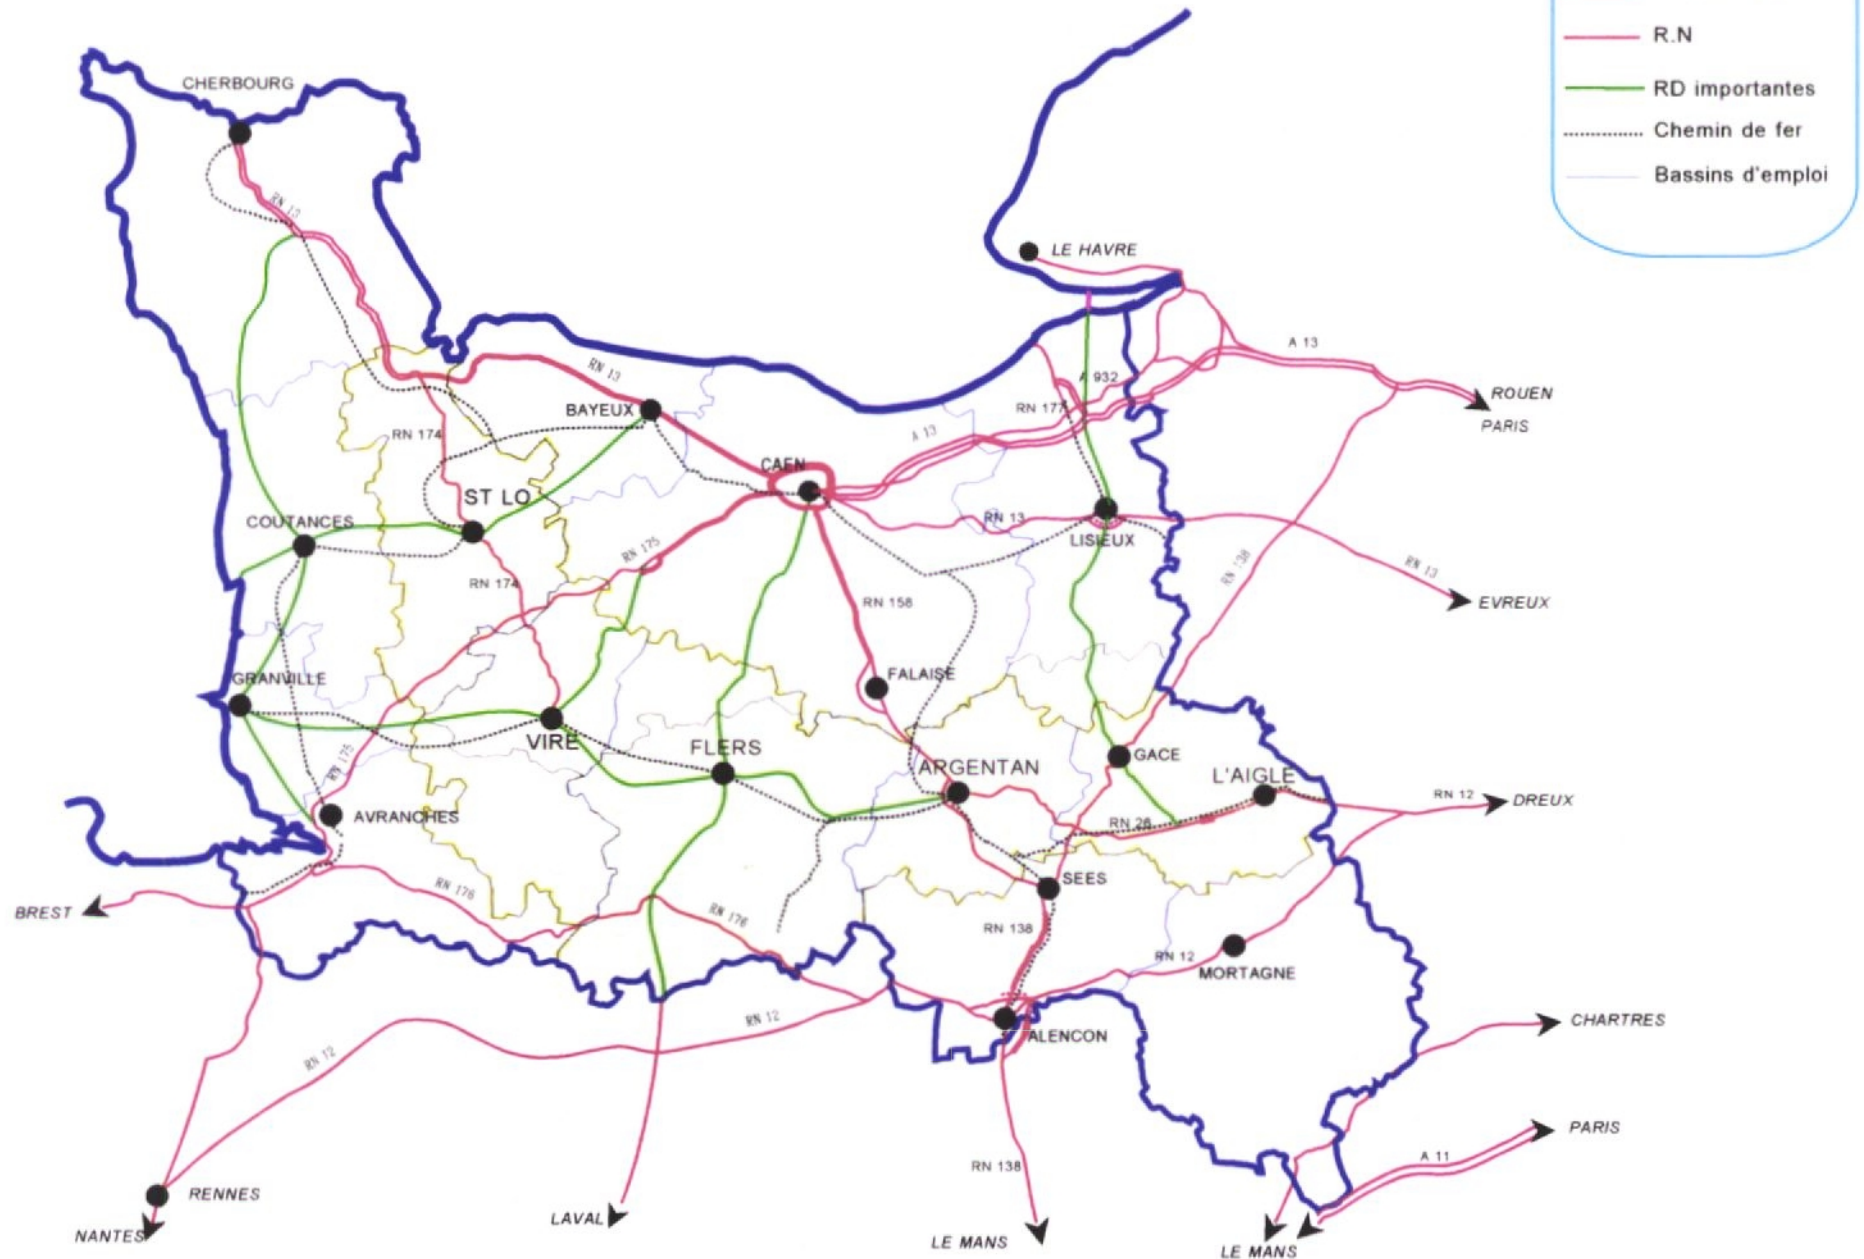 R.N
RD importantes
Chemin de fer
Bassins d'emploi
CHERBOURG
RN 13
LE HAVRE
A 13
ROUEN
PARIS
RN 13
A 932
RN 177
BAYEUX
RN 174
A 13
CAEN
ST LO
COUTANCES
RN 13
LISIEUX
RN 175
RN 138
RN 13
EVREUX
RN 174
RN 158
GRANVILLE
FALAISE
VIRE
FLERS
RN 175
ARGENTAN
GACE
L'AIGLE
RN 12
DREUX
AVRANCHES
RN 26
SEES
RN 176
BREST
RN 176
RN 138
RN 12
MORTAGNE
RN 12
ALENCON
CHARTRES
RN 12
PARIS
A 11
RN 138
RENNES
NANTES
LAVAL
LE MANS
LE MANS